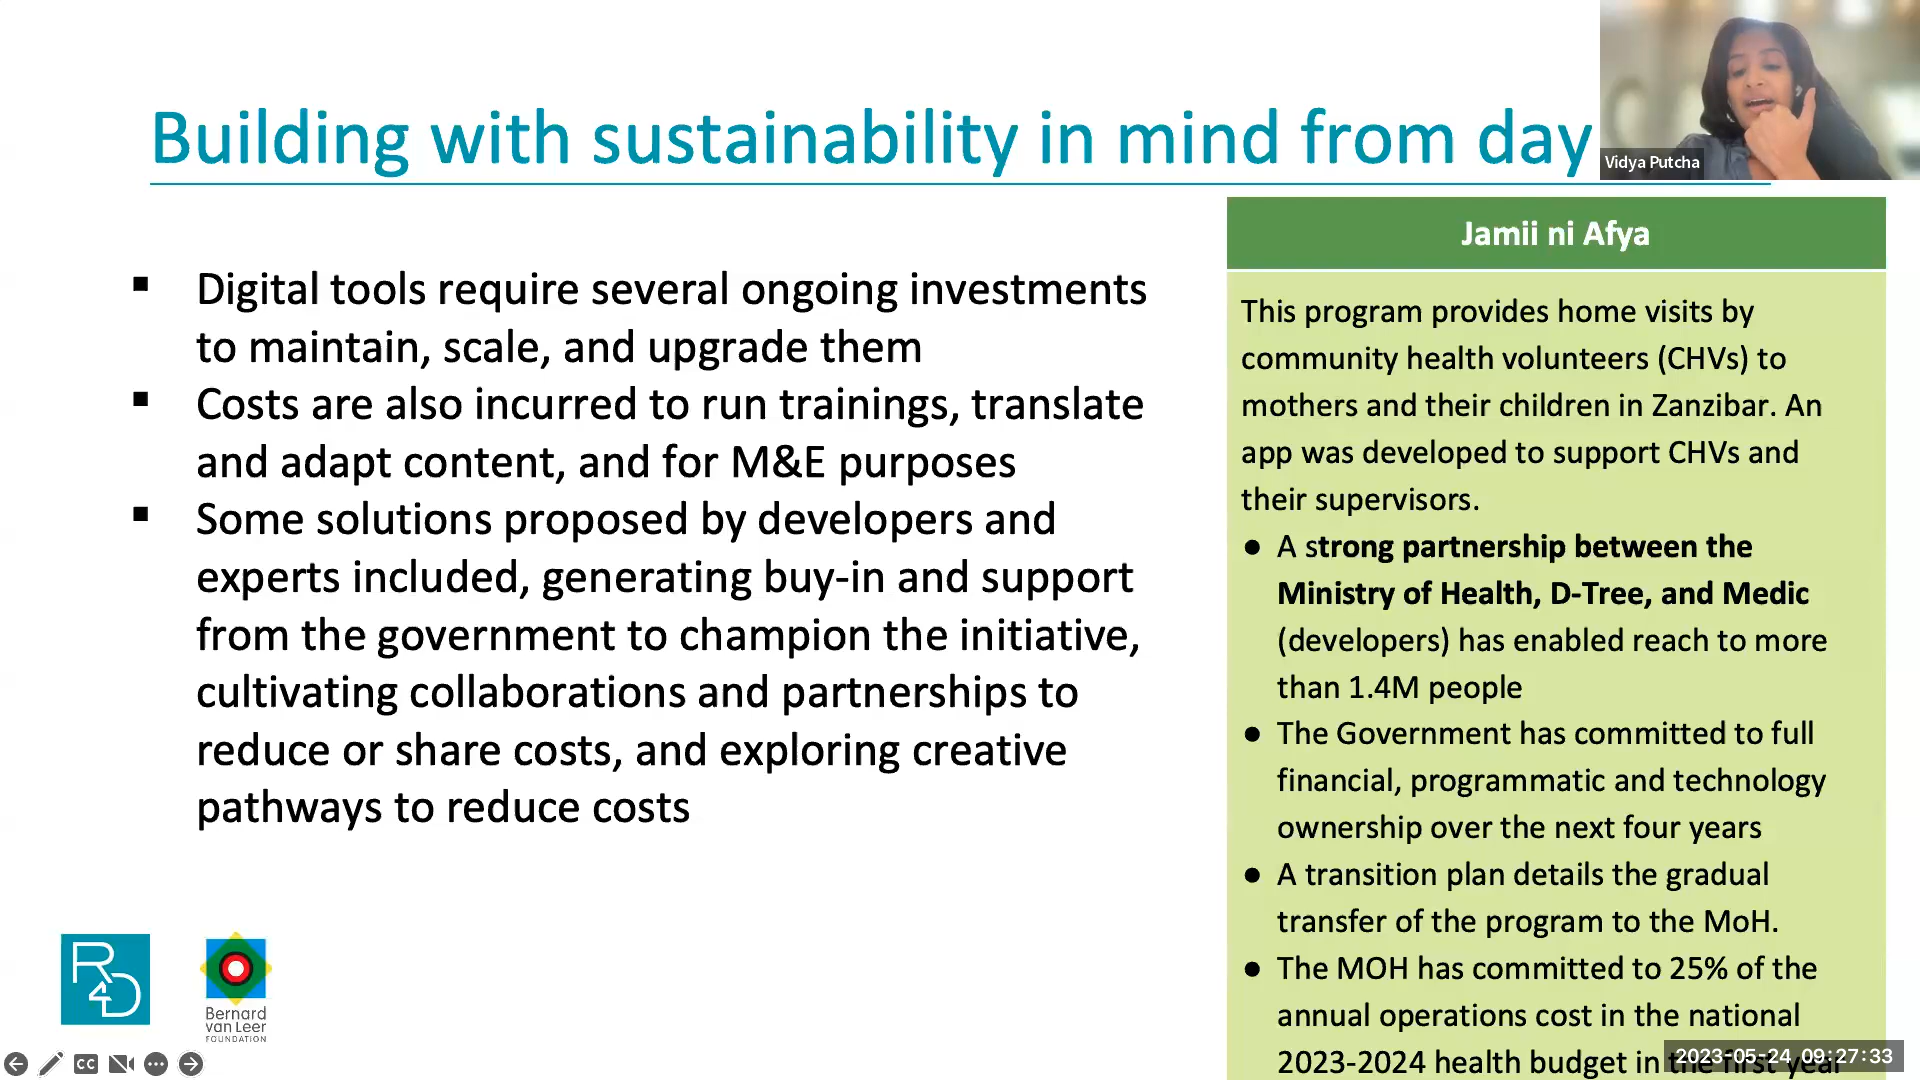 Building with sustainability in mind from day
Vidya Putcha
▪ Digital tools require several ongoing investments
to maintain, scale, and upgrade them
▪ Costs are also incurred to run trainings, translate
and adapt content, and for M&E purposes
▪ Some solutions proposed by developers and
experts included, generating buy-in and support
from the government to champion the initiative,
cultivating collaborations and partnerships to
reduce or share costs, and exploring creative
pathways to reduce costs
Jamii ni Afya
This program provides home visits by
community health volunteers (CHVs) to
mothers and their children in Zanzibar. An
app was developed to support CHVs and
their supervisors.
● A strong partnership between the
Ministry of Health, D-Tree, and Medic
(developers) has enabled reach to more
than 1.4M people
● The Government has committed to full
financial, programmatic and technology
ownership over the next four years
● A transition plan details the gradual
transfer of the program to the MoH.
● The MOH has committed to 25% of the
annual operations cost in the national
2023-2024 health budget in the first year
R4D
Bernard
van Leer
FOUNDATION
CC
2023-05-24 09:27:33